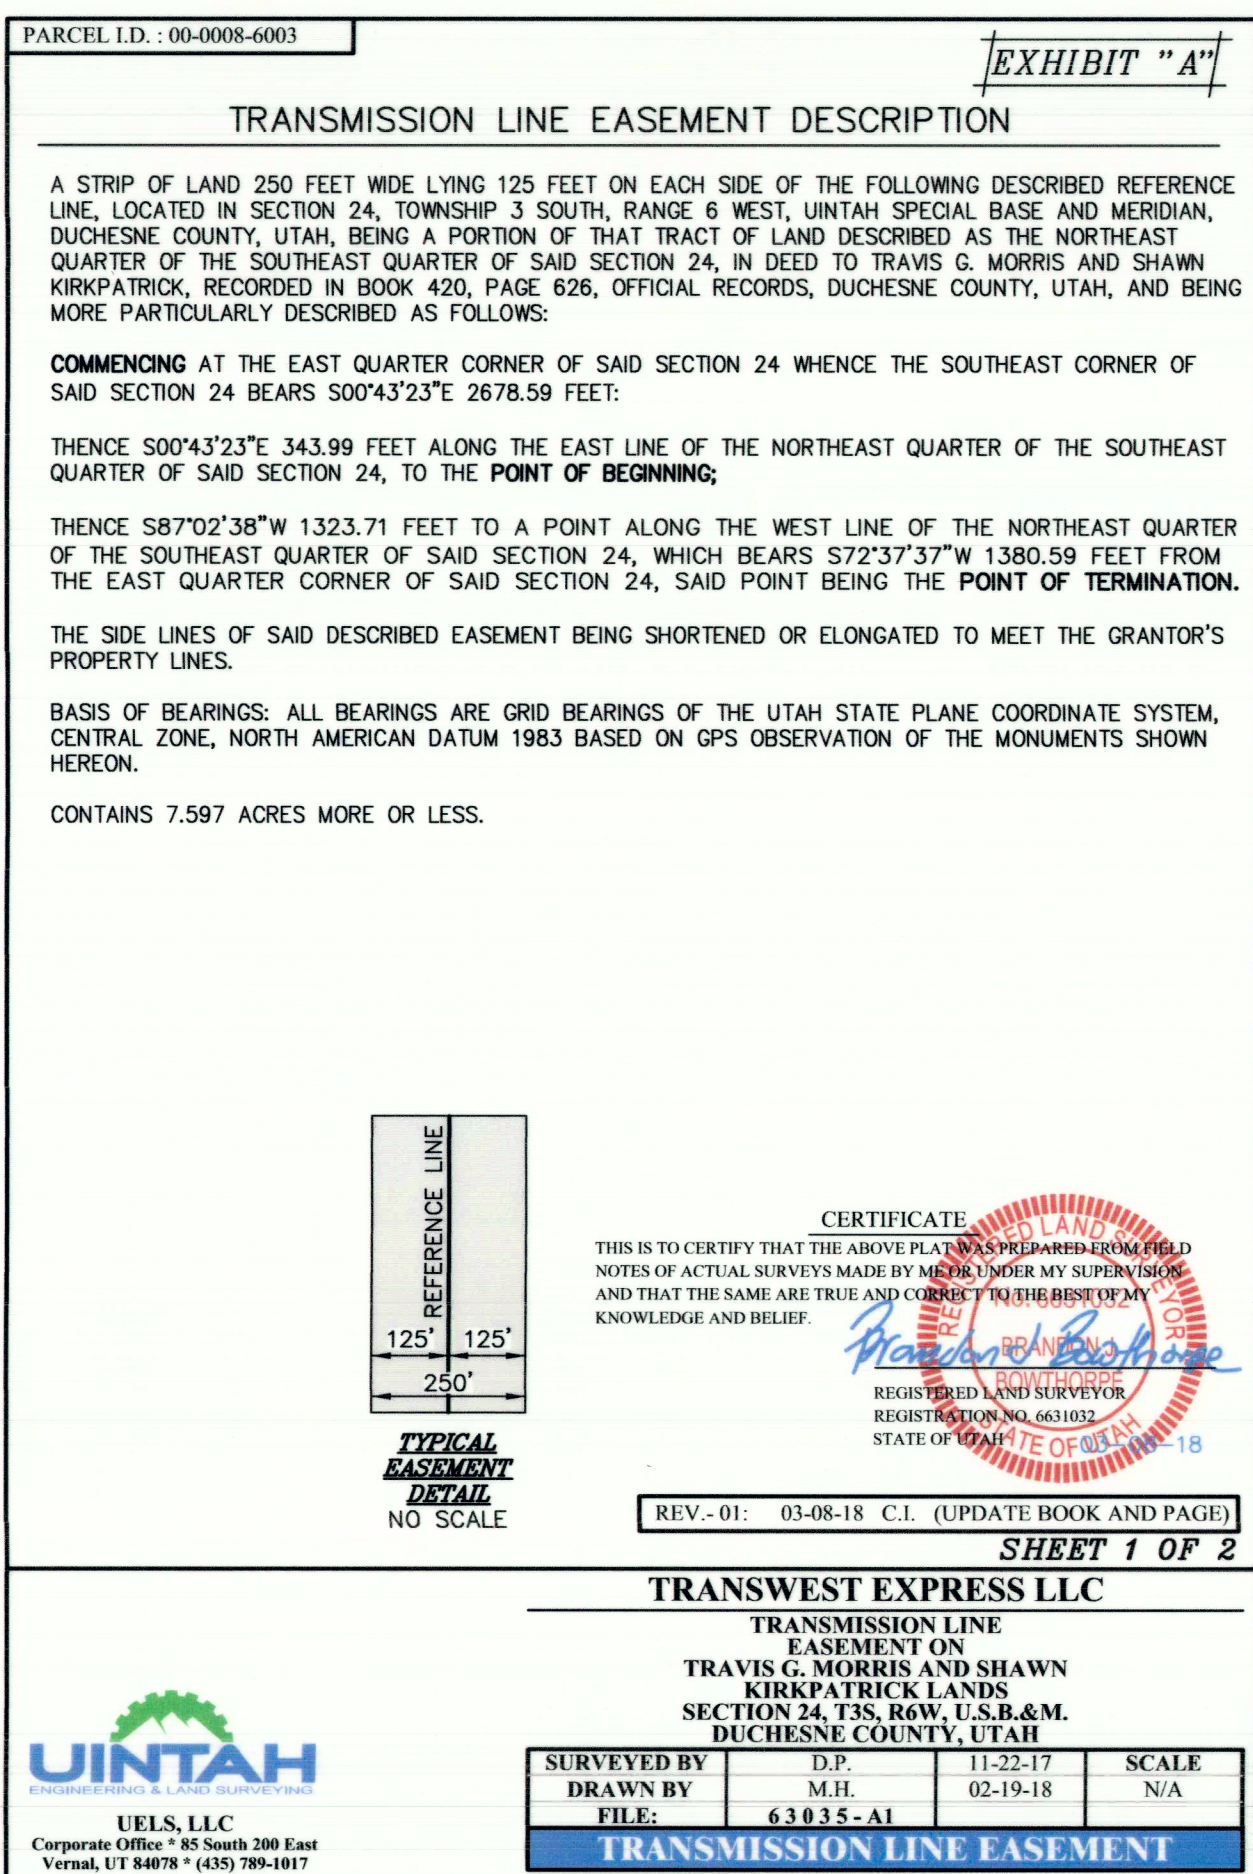 PARCEL I.D. : 00-0008-6003
EXHIBIT "A"
TRANSMISSION LINE EASEMENT DESCRIPTION
A STRIP OF LAND 250 FEET WIDE LYING 125 FEET ON EACH SIDE OF THE FOLLOWING DESCRIBED REFERENCE
LINE, LOCATED IN SECTION 24, TOWNSHIP 3 SOUTH, RANGE 6 WEST, UINTAH SPECIAL BASE AND MERIDIAN,
DUCHESNE COUNTY, UTAH, BEING A PORTION OF THAT TRACT OF LAND DESCRIBED AS THE NORTHEAST
QUARTER OF THE SOUTHEAST QUARTER OF SAID SECTION 24, IN DEED TO TRAVIS G. MORRIS AND SHAWN
KIRKPATRICK, RECORDED IN BOOK 420, PAGE 626, OFFICIAL RECORDS, DUCHESNE COUNTY, UTAH, AND BEING
MORE PARTICULARLY DESCRIBED AS FOLLOWS:
COMMENCING AT THE EAST QUARTER CORNER OF SAID SECTION 24 WHENCE THE SOUTHEAST CORNER OF
SAID SECTION 24 BEARS S00°43'23"E 2678.59 FEET:
THENCE S00°43'23"E 343.99 FEET ALONG THE EAST LINE OF THE NORTHEAST QUARTER OF THE SOUTHEAST
QUARTER OF SAID SECTION 24, TO THE POINT OF BEGINNING;
THENCE S87°02'38"W 1323.71 FEET TO A POINT ALONG THE WEST LINE OF THE NORTHEAST QUARTER
OF THE SOUTHEAST QUARTER OF SAID SECTION 24, WHICH BEARS S72°37'37"W 1380.59 FEET FROM
THE EAST QUARTER CORNER OF SAID SECTION 24, SAID POINT BEING THE POINT OF TERMINATION.
THE SIDE LINES OF SAID DESCRIBED EASEMENT BEING SHORTENED OR ELONGATED TO MEET THE GRANTOR'S
PROPERTY LINES.
BASIS OF BEARINGS: ALL BEARINGS ARE GRID BEARINGS OF THE UTAH STATE PLANE COORDINATE SYSTEM,
CENTRAL ZONE, NORTH AMERICAN DATUM 1983 BASED ON GPS OBSERVATION OF THE MONUMENTS SHOWN
HEREON.
CONTAINS 7.597 ACRES MORE OR LESS.
REFERENCE LINE
125' 125'
250'
TYPICAL
EASEMENT
DETAIL
NO SCALE
CERTIFICATE
THIS IS TO CERTIFY THAT THE ABOVE PLAT WAS PREPARED FROM FIELD
NOTES OF ACTUAL SURVEYS MADE BY ME OR UNDER MY SUPERVISION
AND THAT THE SAME ARE TRUE AND CORRECT TO THE BEST OF MY
KNOWLEDGE AND BELIEF.
Brandon J Bowthorpe
REGISTERED LAND SURVEYOR
REGISTRATION NO. 6631032
STATE OF UTAH
REGISTERED LAND SURVEYOR
No. 6631032
BRANDON J.
BOWTHORPE
STATE OF UTAH
03-08-18
REV.- 01: 03-08-18 C.I. (UPDATE BOOK AND PAGE)
SHEET 1 OF 2
TRANSWEST EXPRESS LLC
TRANSMISSION LINE
EASEMENT ON
TRAVIS G. MORRIS AND SHAWN
KIRKPATRICK LANDS
SECTION 24, T3S, R6W, U.S.B.&M.
DUCHESNE COUNTY, UTAH
SURVEYED BY D.P. 11-22-17 SCALE
DRAWN BY M.H. 02-19-18 N/A
FILE: 63035-A1
TRANSMISSION LINE EASEMENT
UINTAH
ENGINEERING & LAND SURVEYING
UELS, LLC
Corporate Office * 85 South 200 East
Vernal, UT 84078 * (435) 789-1017